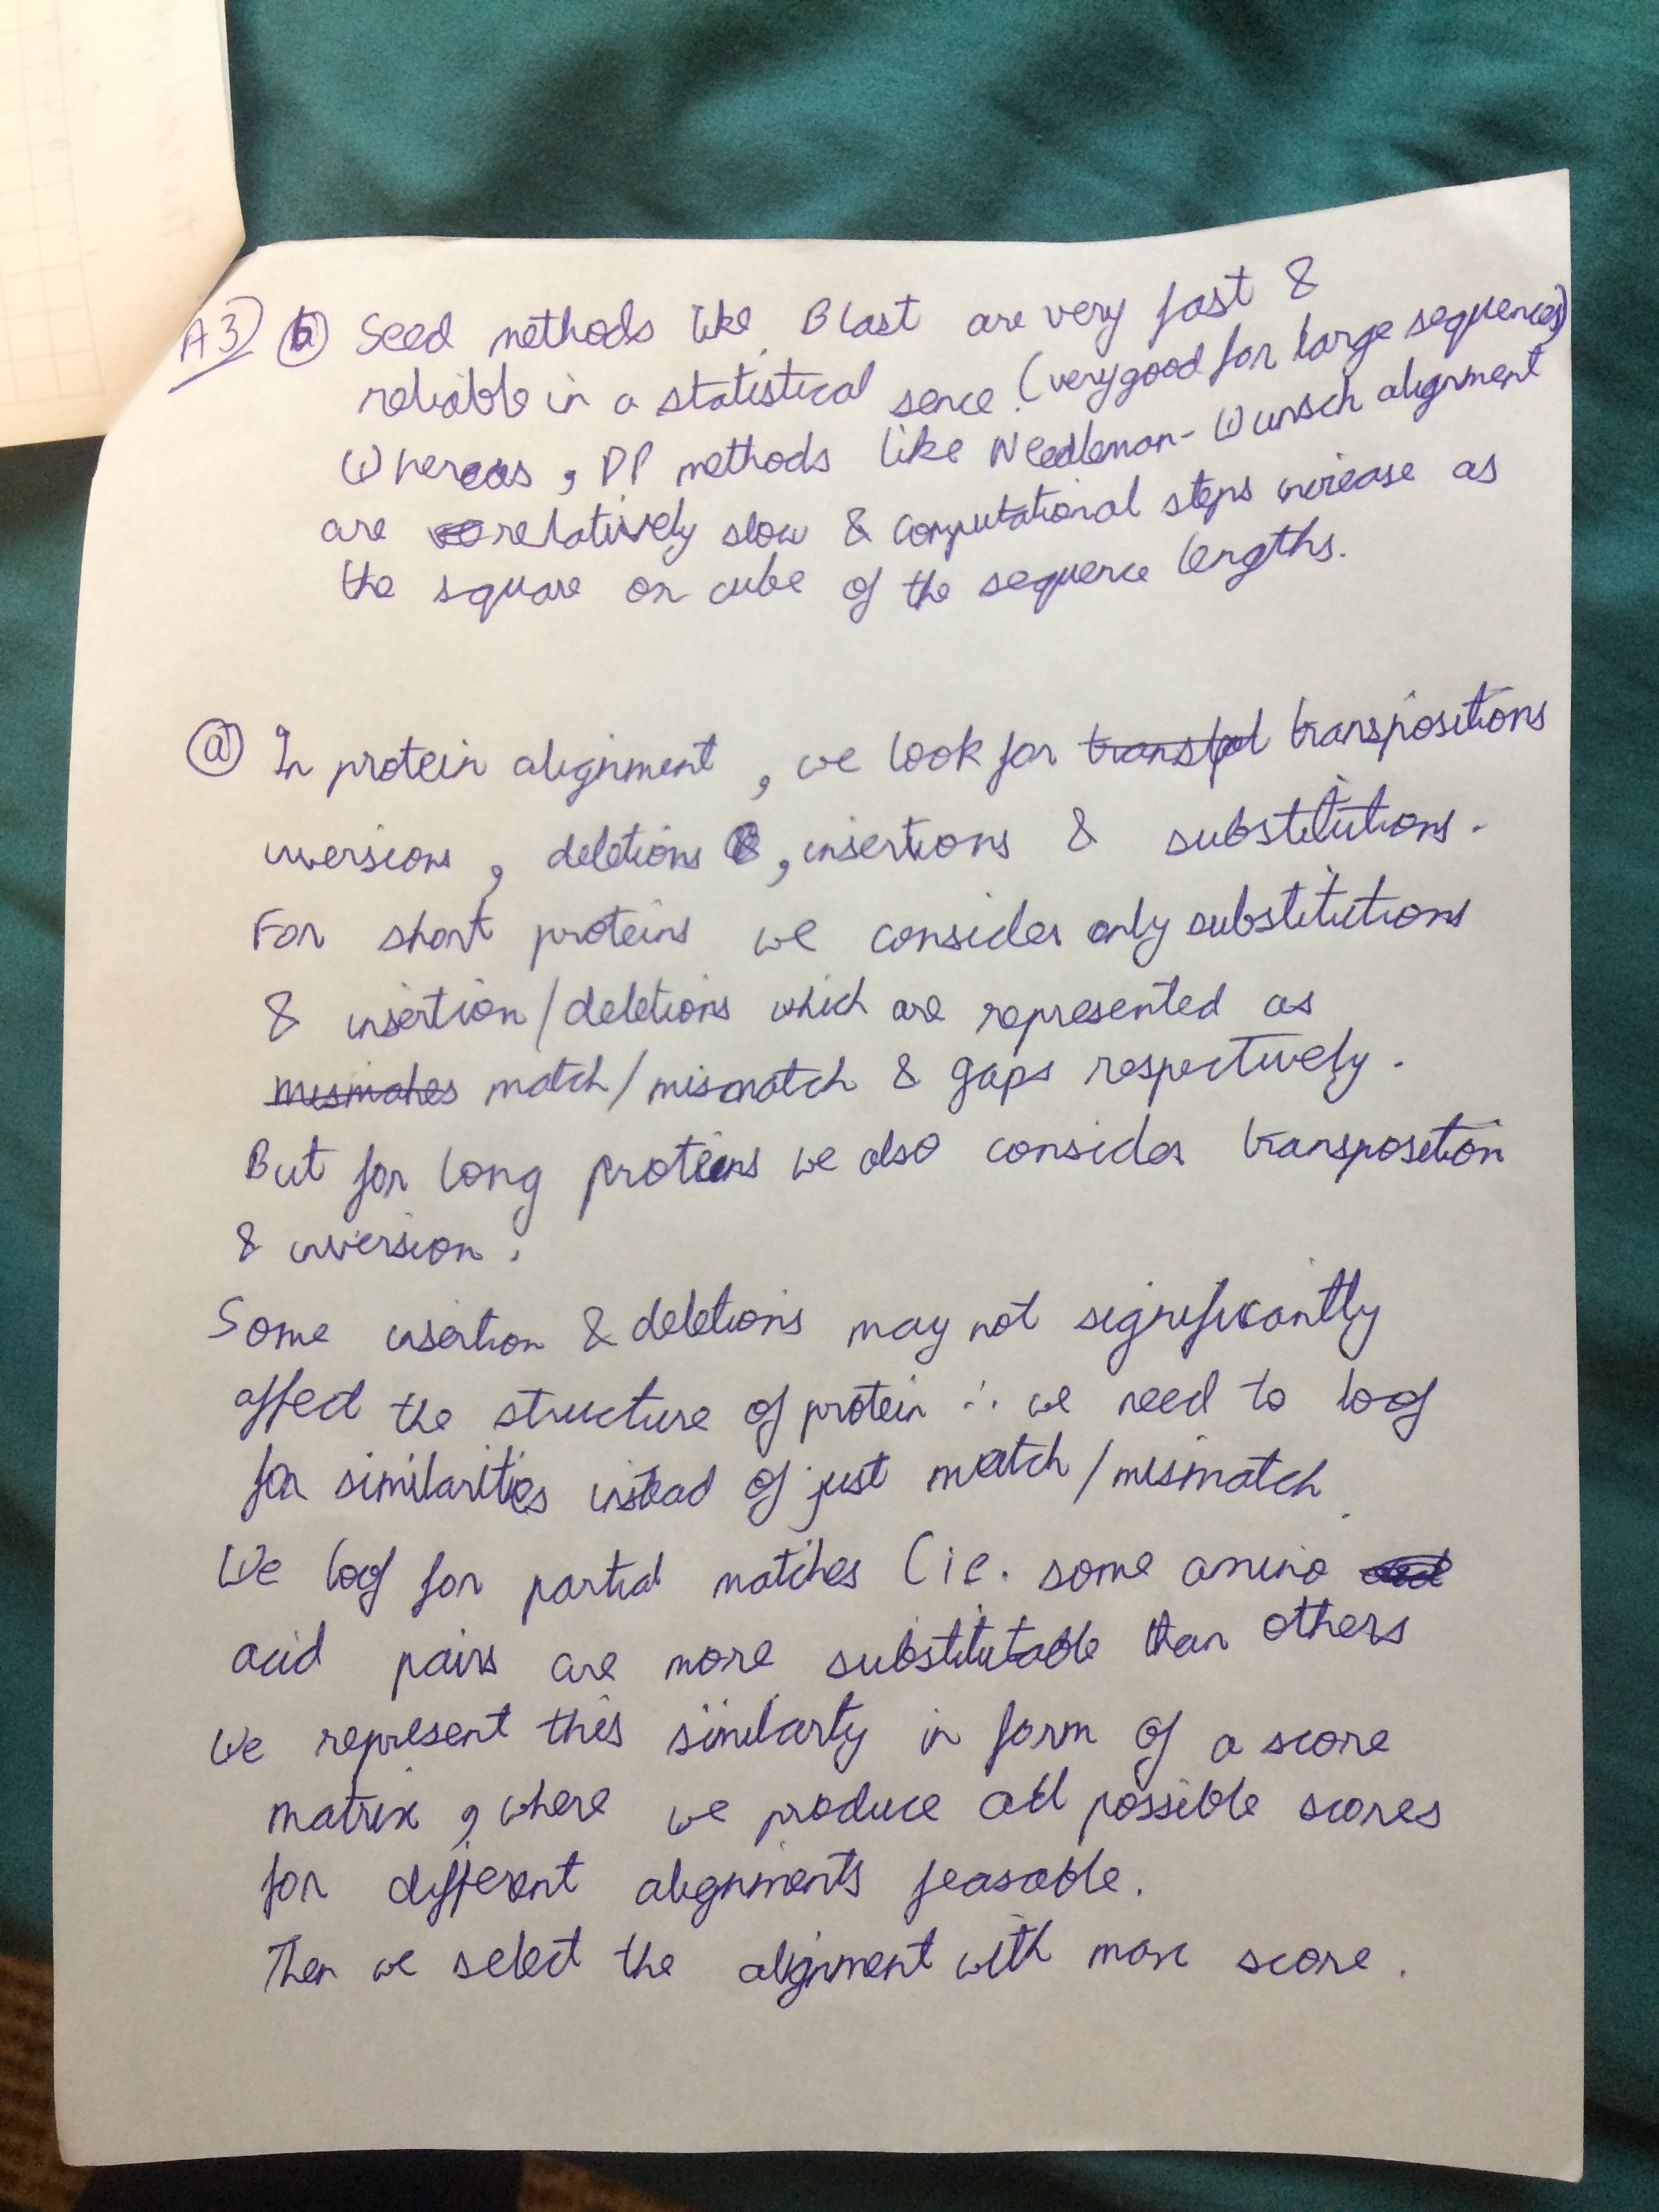 A3) (b) Seed methods like Blast are very fast &
reliable in a statistical sence. (very good for large sequences)
Whereas, DP methods like Needleman-Wunsch alignment
are relatively slow & computational steps increase as
the square or cube of the sequence lengths.
(a) In protein alignment, we look for transpositions
inversions, deletions, insertions & substitutions.
For short proteins we consider only substitutions
& insertion/deletions which are represented as
match/mismatch & gaps respectively.
But for long proteins we also consider transposition
& inversion.
Some insertion & deletions may not significantly
affect the structure of protein ∴ we need to look
for similarities instead of just match/mismatch.
We look for partial matches (i.e. some amino
acid pairs are more substitutable than others
We represent this similarty in form of a score
matrix, where we produce all possible scores
for different alignments feasable.
Then we select the alignment with max score.